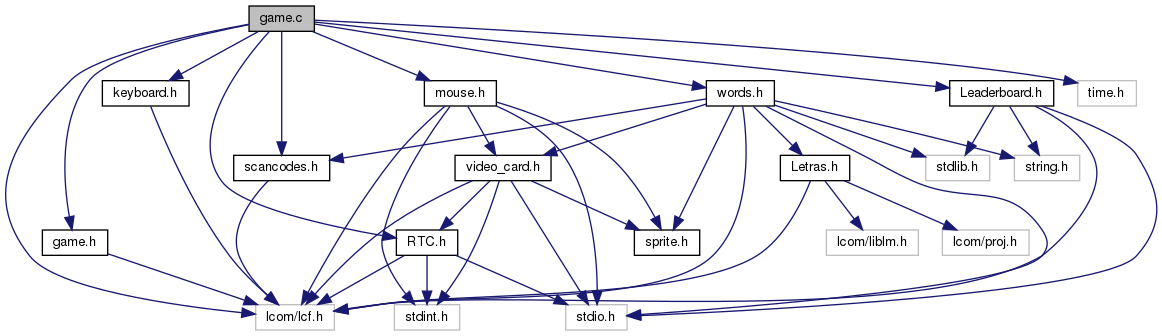 game.c
keyboard.h
mouse.h
words.h
Leaderboard.h
time.h
scancodes.h
video_card.h
Letras.h
stdlib.h
string.h
game.h
RTC.h
sprite.h
lcom/liblm.h
lcom/proj.h
lcom/lcf.h
stdint.h
stdio.h